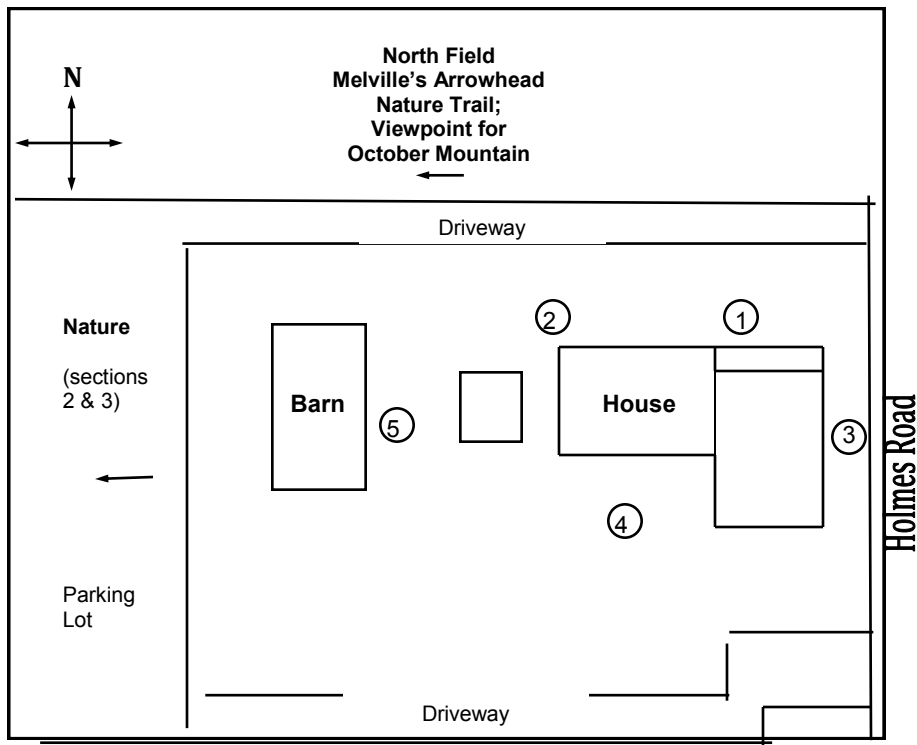 North Field
Melville’s Arrowhead
Nature Trail;
Viewpoint for
October Mountain
N
Driveway
Nature
(sections
2 & 3)
2
1
Barn
5
House
3
Holmes Road
4
Parking
Lot
Driveway